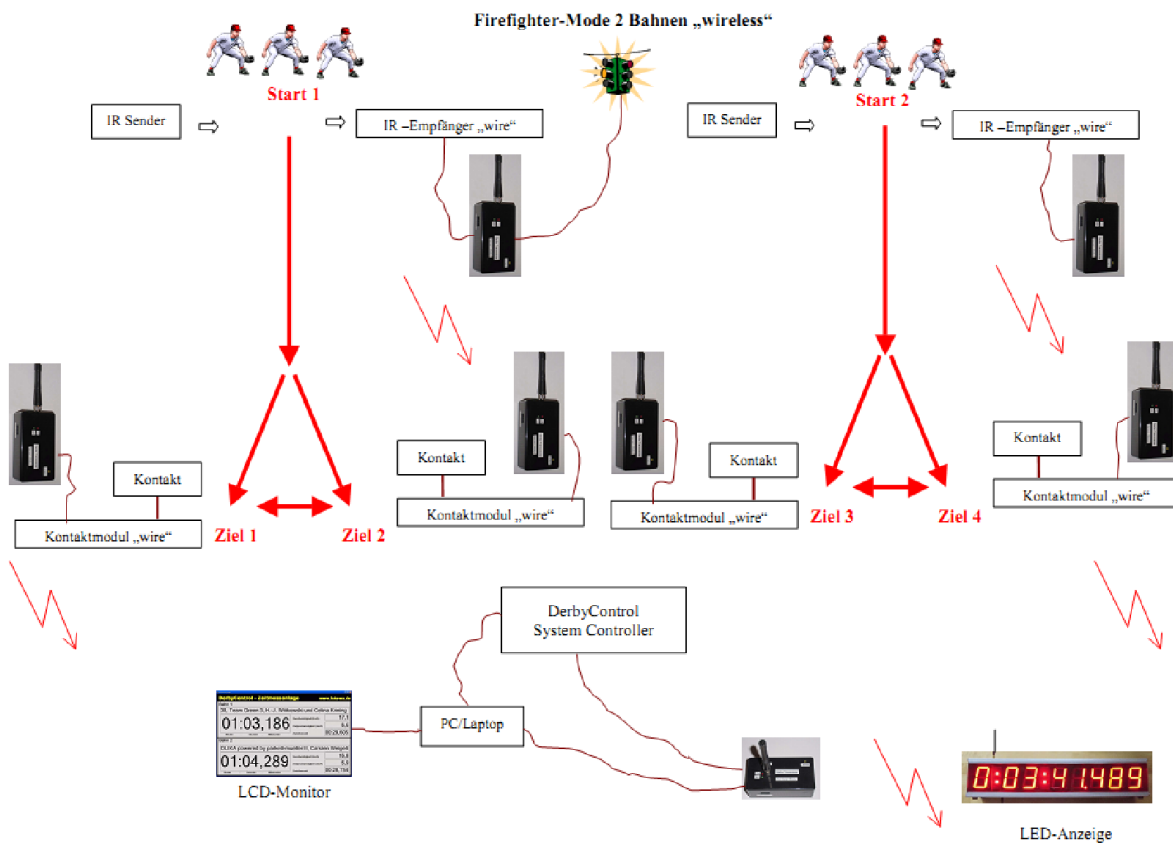 Firefighter-Mode 2 Bahnen „wireless“
Start 1
Start 2
IR Sender
IR –Empfänger „wire“
IR Sender
IR –Empfänger „wire“
Kontakt
Kontaktmodul „wire“
Ziel 1
Ziel 2
Kontakt
Kontaktmodul „wire“
Kontakt
Kontaktmodul „wire“
Ziel 3
Ziel 4
Kontakt
Kontaktmodul „wire“
DerbyControl
System Controller
PC/Laptop
DerbyControl - Zeitmessanlage
01:03,186
01:04,289
LCD-Monitor
0:03:41.489
LED-Anzeige